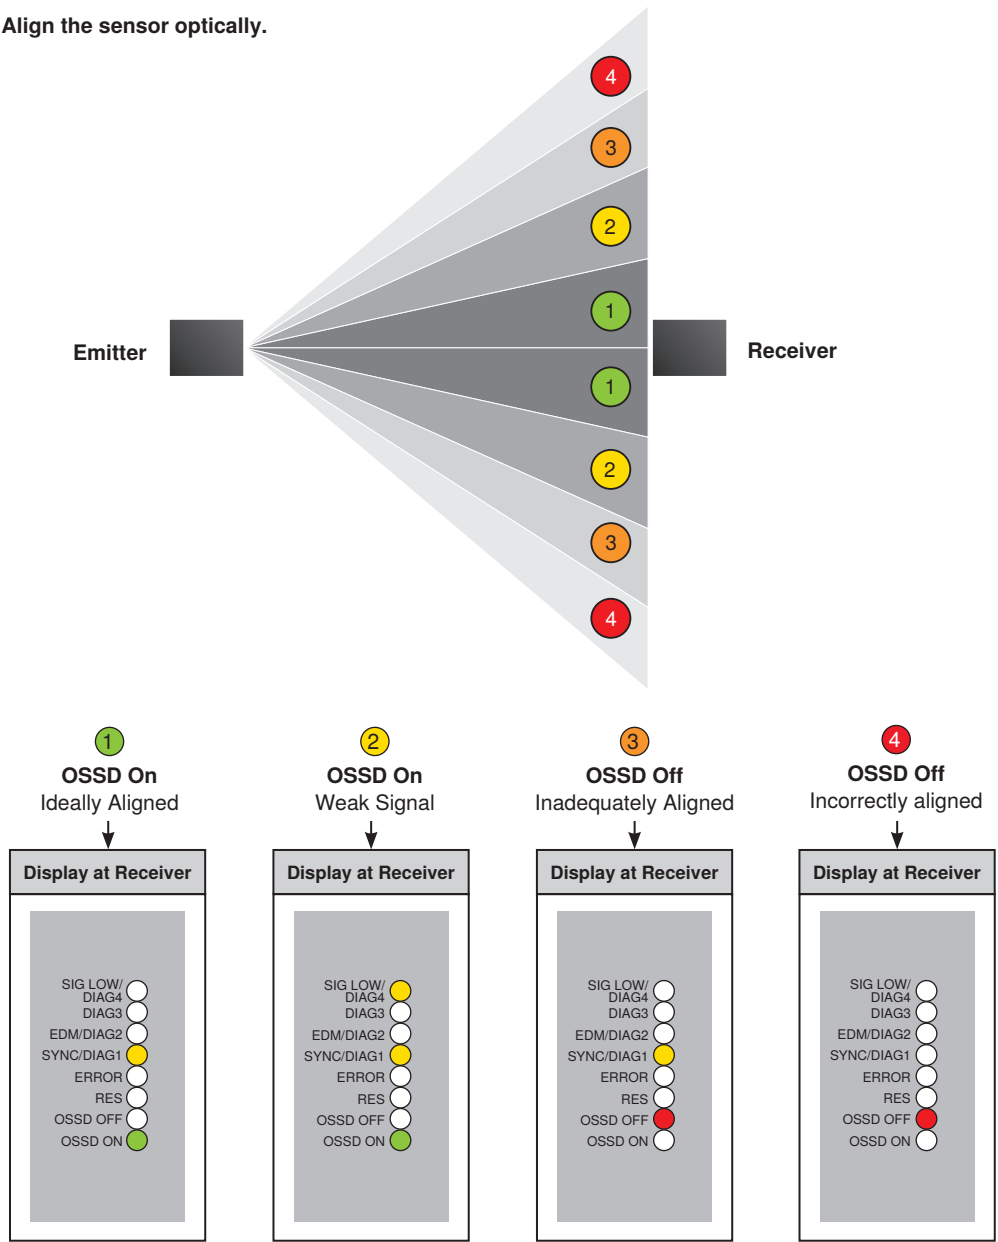 Align the sensor optically.
4
3
2
1
Emitter
Receiver
1
2
3
4
1
OSSD On
Ideally Aligned
Display at Receiver
SIG LOW/
DIAG4
DIAG3
EDM/DIAG2
SYNC/DIAG1
ERROR
RES
OSSD OFF
OSSD ON
2
OSSD On
Weak Signal
Display at Receiver
SIG LOW/
DIAG4
DIAG3
EDM/DIAG2
SYNC/DIAG1
ERROR
RES
OSSD OFF
OSSD ON
3
OSSD Off
Inadequately Aligned
Display at Receiver
SIG LOW/
DIAG4
DIAG3
EDM/DIAG2
SYNC/DIAG1
ERROR
RES
OSSD OFF
OSSD ON
4
OSSD Off
Incorrectly aligned
Display at Receiver
SIG LOW/
DIAG4
DIAG3
EDM/DIAG2
SYNC/DIAG1
ERROR
RES
OSSD OFF
OSSD ON